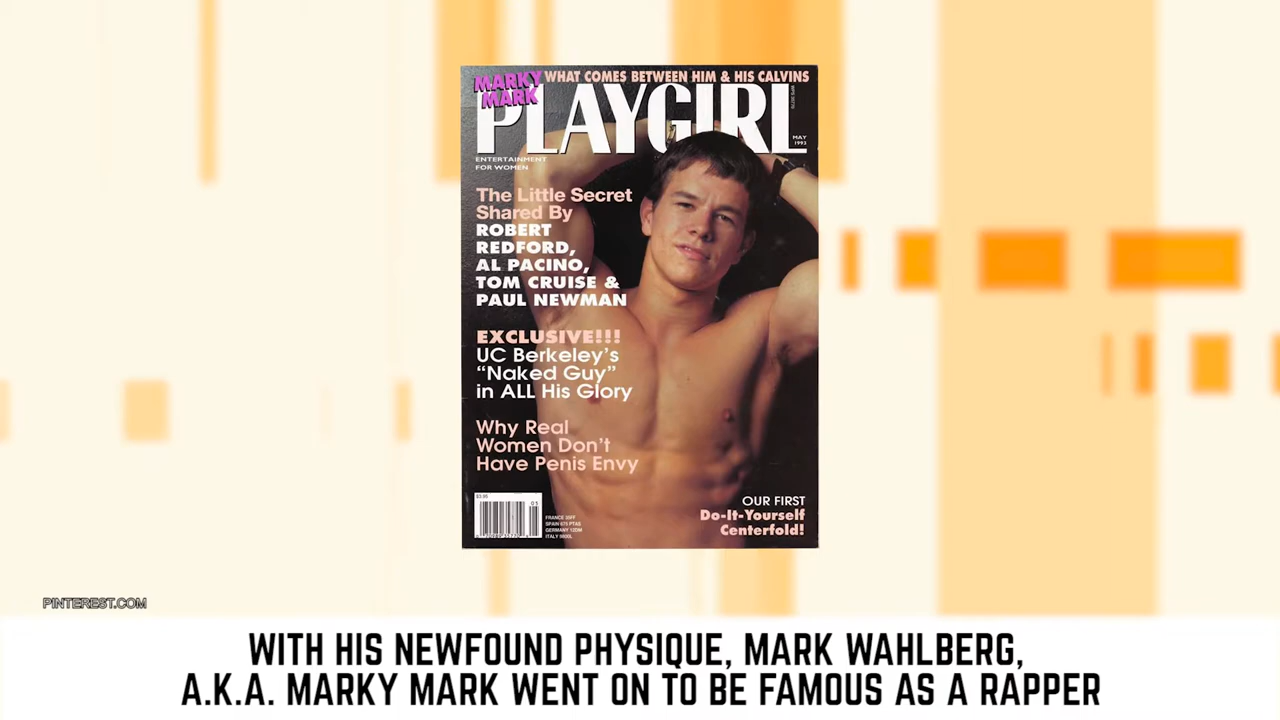 MARKY
MARK
WHAT COMES BETWEEN HIM & HIS CALVINS
PLAYGIRL
MAY
1993
ENTERTAINMENT
FOR WOMEN
The Little Secret
Shared By
ROBERT
REDFORD,
AL PACINO,
TOM CRUISE &
PAUL NEWMAN
EXCLUSIVE!!!
UC Berkeley's
“Naked Guy”
in ALL His Glory
Why Real
Women Don't
Have Penis Envy
$3.95
OUR FIRST
Do-It-Yourself
Centerfold!
PINTEREST.COM
WITH HIS NEWFOUND PHYSIQUE, MARK WAHLBERG,
A.K.A. MARKY MARK WENT ON TO BE FAMOUS AS A RAPPER